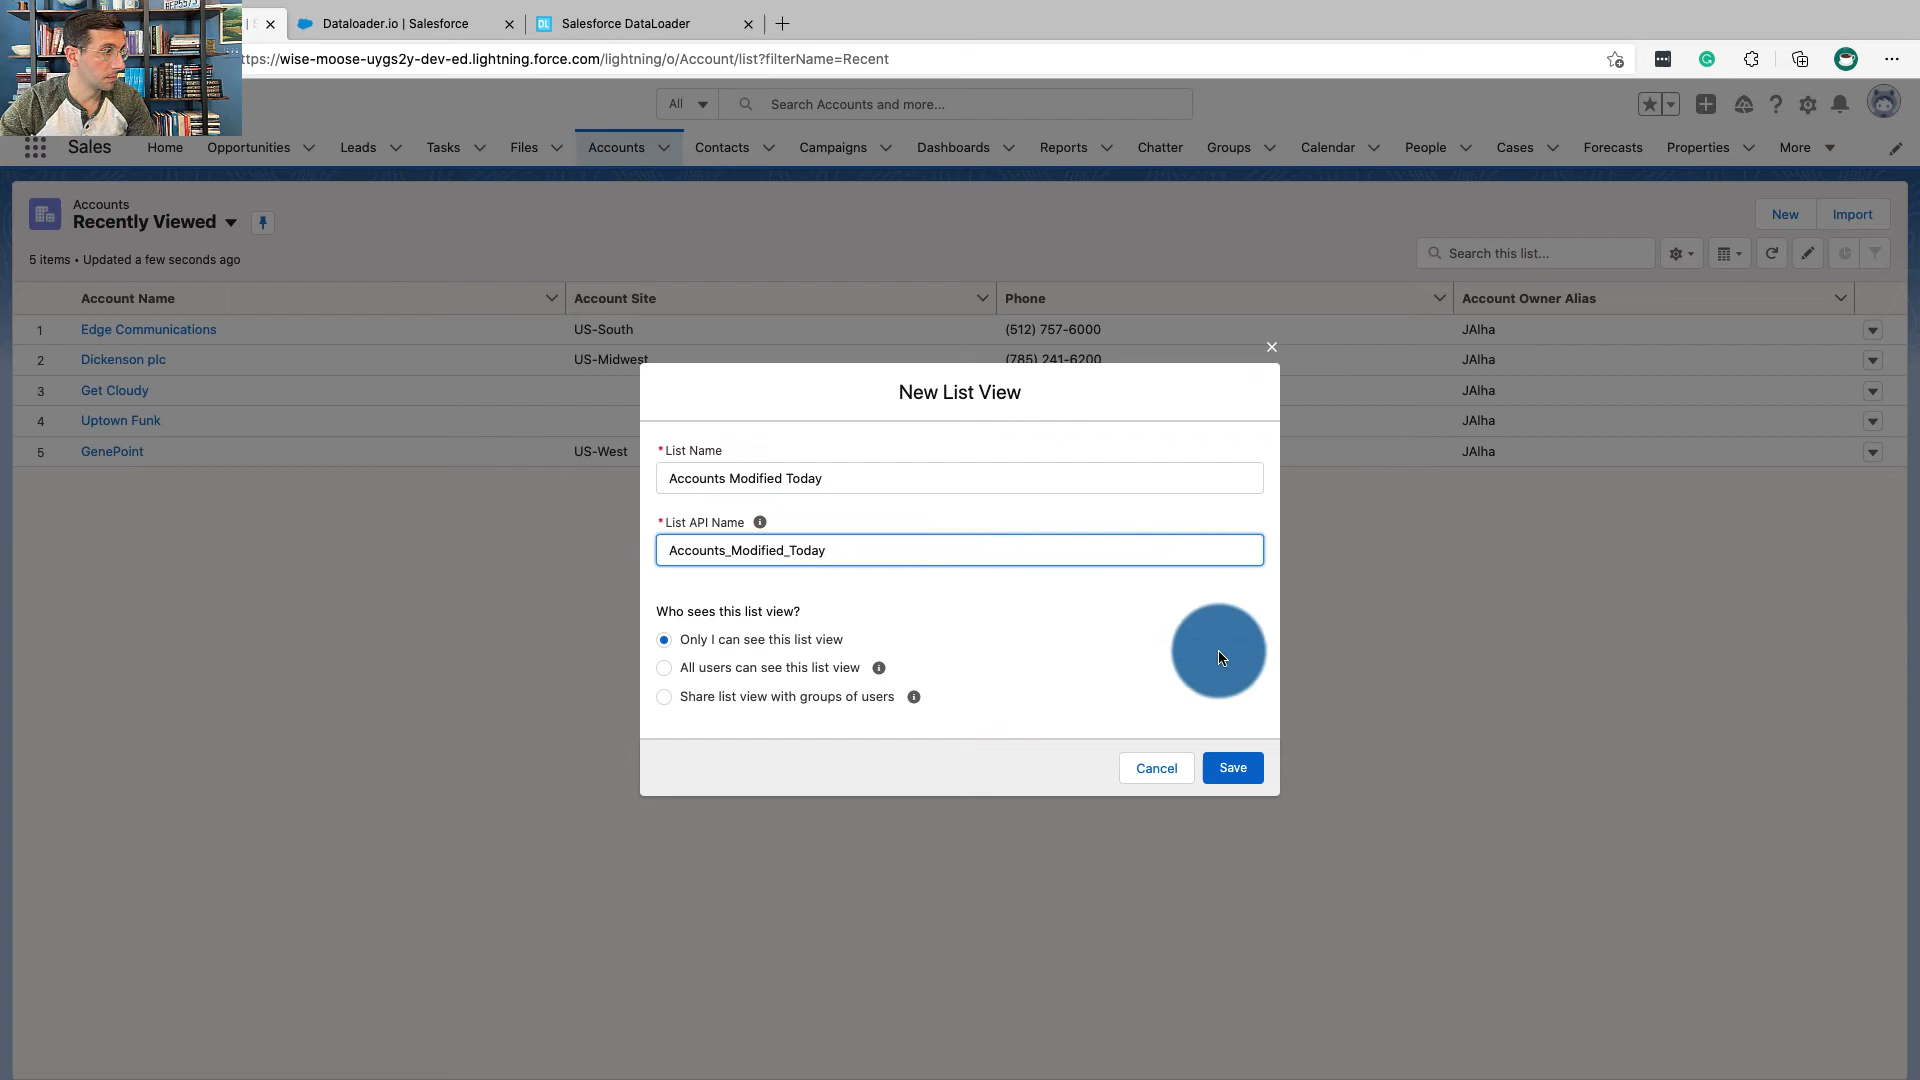 Dataloader.io | Salesforce
Salesforce DataLoader
ttps://wise-moose-uygs2y-dev-ed.lightning.force.com/lightning/o/Account/list?filterName=Recent
All
Search Accounts and more...
Sales
Home
Opportunities
Leads
Tasks
Files
Accounts
Contacts
Campaigns
Dashboards
Reports
Chatter
Groups
Calendar
People
Cases
Forecasts
Properties
More
Accounts
Recently Viewed
New
Import
5 items • Updated a few seconds ago
Search this list...
Account Name Account Site Phone Account Owner Alias
1 Edge Communications US-South (512) 757-6000 JAlha
2 Dickenson plc US-Midwest (785) 241-6200 JAlha
3 Get Cloudy JAlha
4 Uptown Funk JAlha
5 GenePoint US-West JAlha
New List View
*List Name
Accounts Modified Today
*List API Name
Accounts_Modified_Today
Who sees this list view?
Only I can see this list view
All users can see this list view
Share list view with groups of users
Cancel
Save